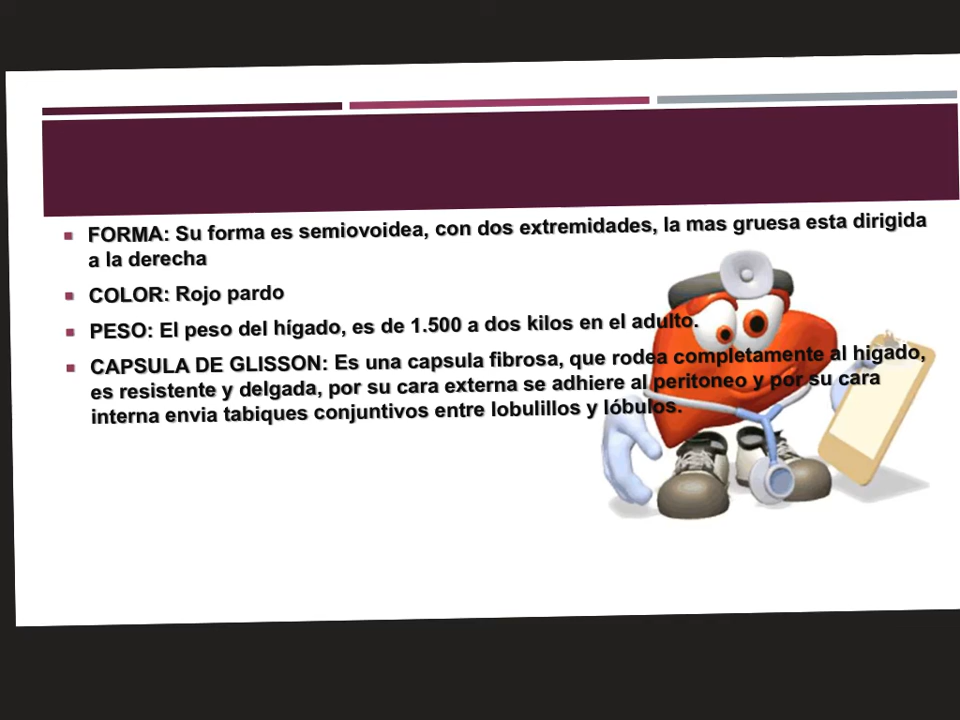 FORMA: Su forma es semiovoidea, con dos extremidades, la mas gruesa esta dirigida
a la derecha
COLOR: Rojo pardo
PESO: El peso del hígado, es de 1.500 a dos kilos en el adulto.
CAPSULA DE GLISSON: Es una capsula fibrosa, que rodea completamente al higado,
es resistente y delgada, por su cara externa se adhiere al peritoneo y por su cara
interna envia tabiques conjuntivos entre lobulillos y lóbulos.